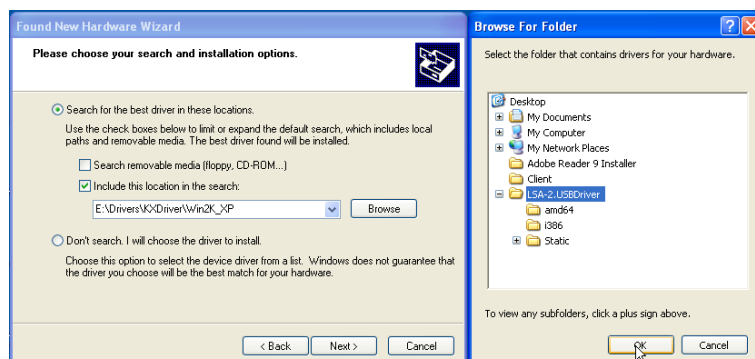 Found New Hardware Wizard
Please choose your search and installation options.
Search for the best driver in these locations.
Use the check boxes below to limit or expand the default search, which includes local
paths and removable media. The best driver found will be installed.
Search removable media (floppy, CD-ROM...)
Include this location in the search:
E:\Drivers\KXDriver\Win2K_XP
Browse
Don't search. I will choose the driver to install.
Choose this option to select the device driver from a list. Windows does not guarantee that
the driver you choose will be the best match for your hardware.
< Back
Next >
Cancel
Browse For Folder
Select the folder that contains drivers for your hardware.
Desktop
My Documents
My Computer
My Network Places
Adobe Reader 9 Installer
Client
LSA-2.USBDriver
amd64
i386
Static
To view any subfolders, click a plus sign above.
OK
Cancel